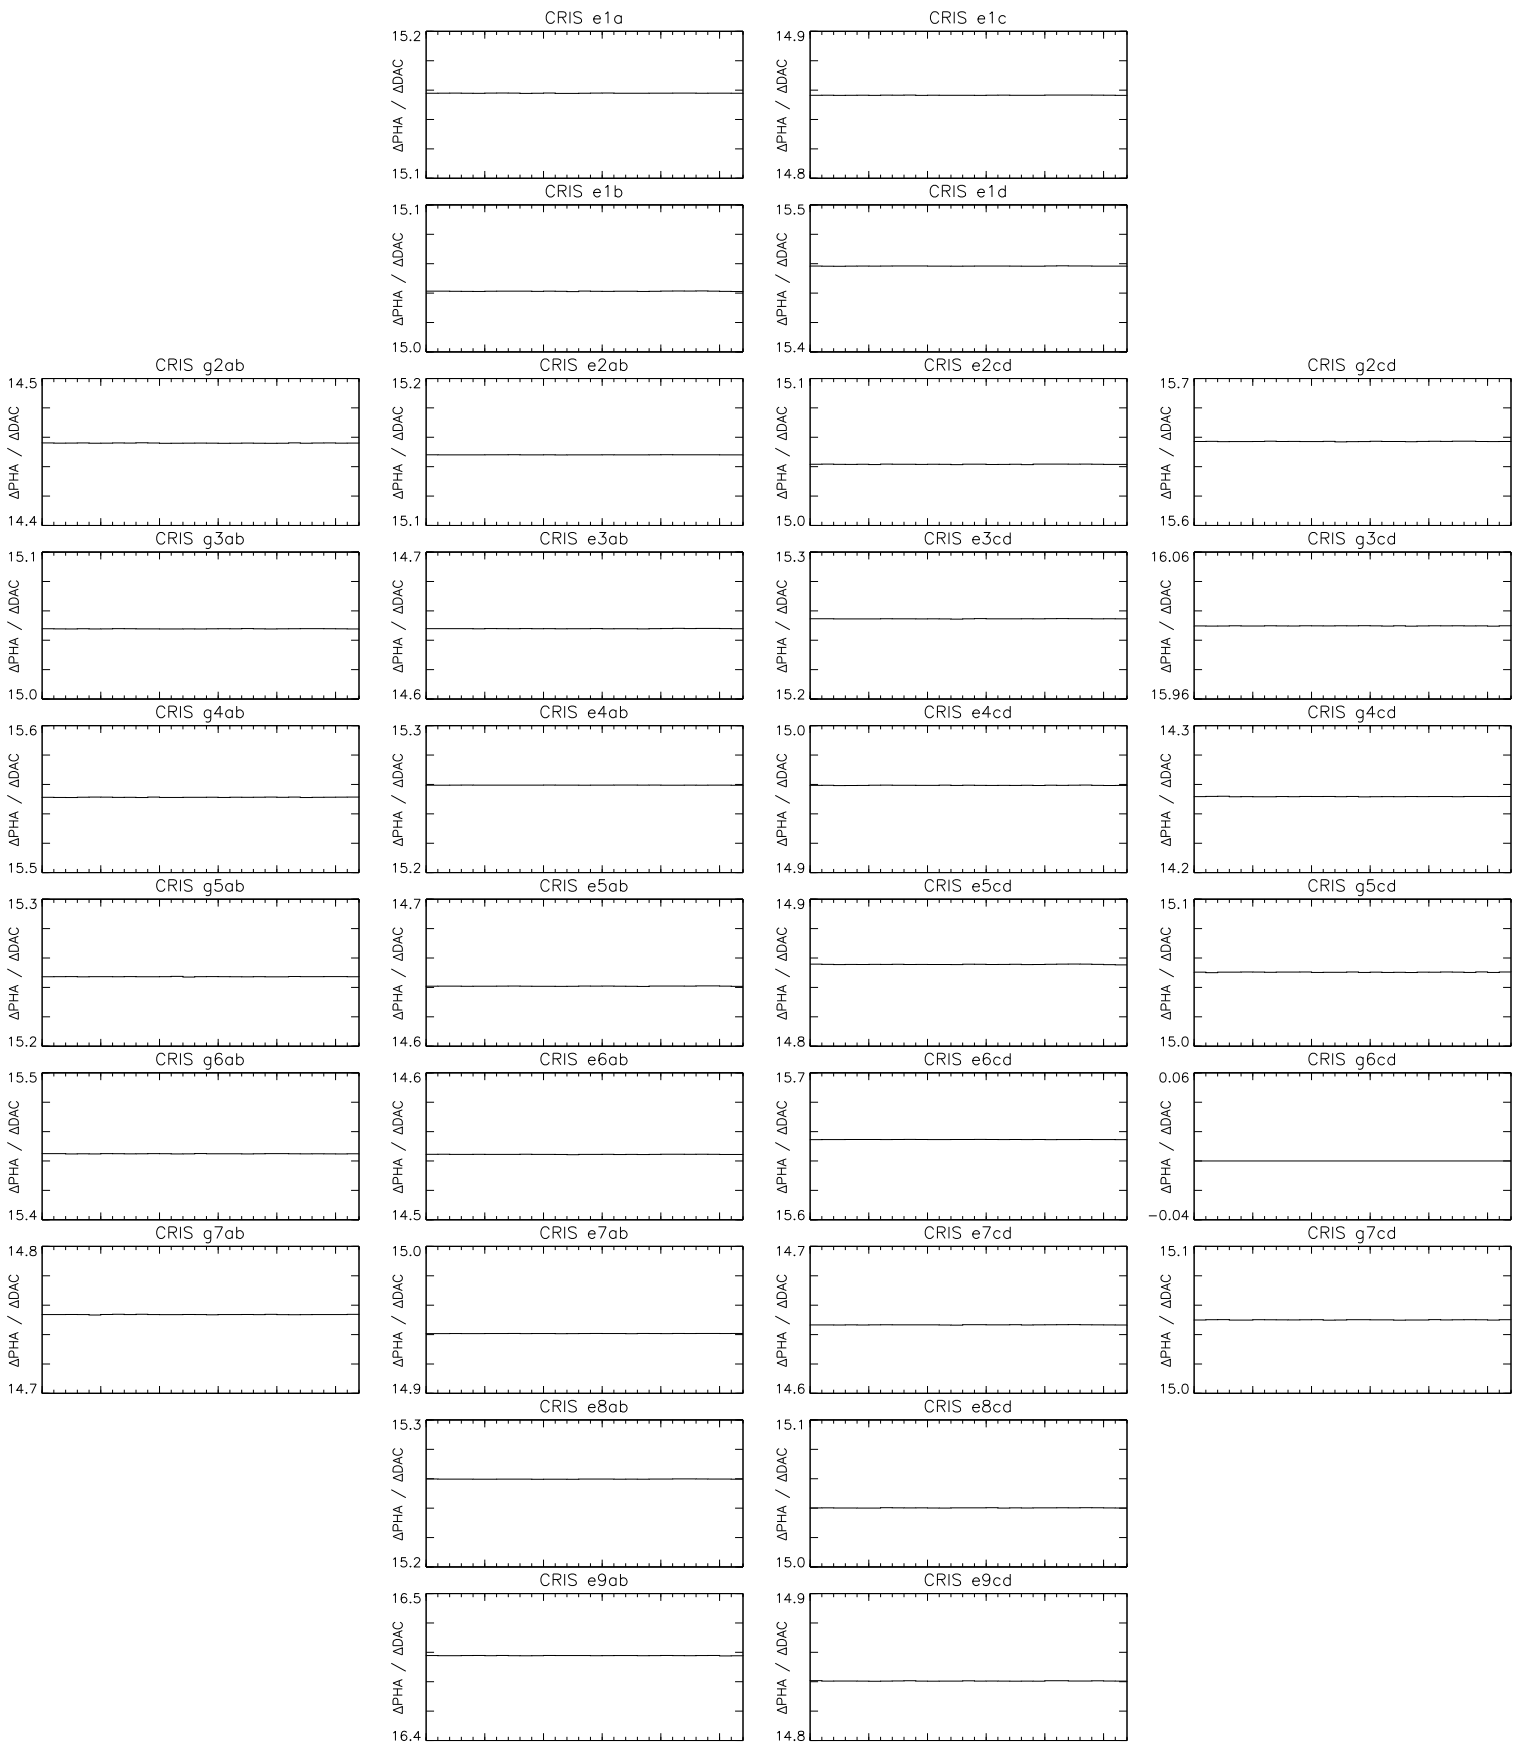 CRIS e1a
15.2
ΔPHA / ΔDAC
15.1
CRIS e1c
14.9
ΔPHA / ΔDAC
14.8
CRIS e1b
15.1
ΔPHA / ΔDAC
15.0
CRIS e1d
15.5
ΔPHA / ΔDAC
15.4
CRIS g2ab
14.5
ΔPHA / ΔDAC
14.4
CRIS e2ab
15.2
ΔPHA / ΔDAC
15.1
CRIS e2cd
15.1
ΔPHA / ΔDAC
15.0
CRIS g2cd
15.7
ΔPHA / ΔDAC
15.6
CRIS g3ab
15.1
ΔPHA / ΔDAC
15.0
CRIS e3ab
14.7
ΔPHA / ΔDAC
14.6
CRIS e3cd
15.3
ΔPHA / ΔDAC
15.2
CRIS g3cd
16.06
ΔPHA / ΔDAC
15.96
CRIS g4ab
15.6
ΔPHA / ΔDAC
15.5
CRIS e4ab
15.3
ΔPHA / ΔDAC
15.2
CRIS e4cd
15.0
ΔPHA / ΔDAC
14.9
CRIS g4cd
14.3
ΔPHA / ΔDAC
14.2
CRIS g5ab
15.3
ΔPHA / ΔDAC
15.2
CRIS e5ab
14.7
ΔPHA / ΔDAC
14.6
CRIS e5cd
14.9
ΔPHA / ΔDAC
14.8
CRIS g5cd
15.1
ΔPHA / ΔDAC
15.0
CRIS g6ab
15.5
ΔPHA / ΔDAC
15.4
CRIS e6ab
14.6
ΔPHA / ΔDAC
14.5
CRIS e6cd
15.7
ΔPHA / ΔDAC
15.6
CRIS g6cd
0.06
ΔPHA / ΔDAC
−0.04
CRIS g7ab
14.8
ΔPHA / ΔDAC
14.7
CRIS e7ab
15.0
ΔPHA / ΔDAC
14.9
CRIS e7cd
14.7
ΔPHA / ΔDAC
14.6
CRIS g7cd
15.1
ΔPHA / ΔDAC
15.0
CRIS e8ab
15.3
ΔPHA / ΔDAC
15.2
CRIS e8cd
15.1
ΔPHA / ΔDAC
15.0
CRIS e9ab
16.5
ΔPHA / ΔDAC
16.4
CRIS e9cd
14.9
ΔPHA / ΔDAC
14.8